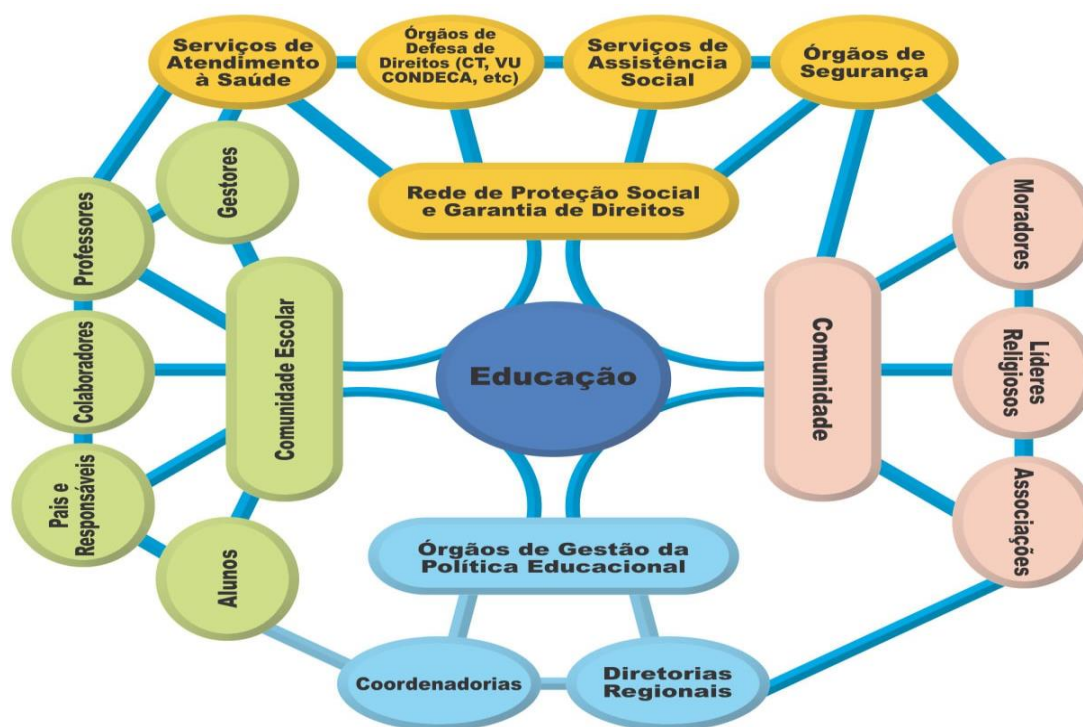 Serviços de
Atendimento
à Saúde
Órgãos de
Defesa de
Direitos (CT, VU
CONDECA, etc)
Serviços de
Assistência
Social
Órgãos de
Segurança
Rede de Proteção Social
e Garantia de Direitos
Gestores
Professores
Colaboradores
Pais e
Responsáveis
Alunos
Comunidade Escolar
Educação
Comunidade
Moradores
Líderes
Religiosos
Associações
Órgãos de Gestão da
Política Educacional
Coordenadorias
Diretorias
Regionais